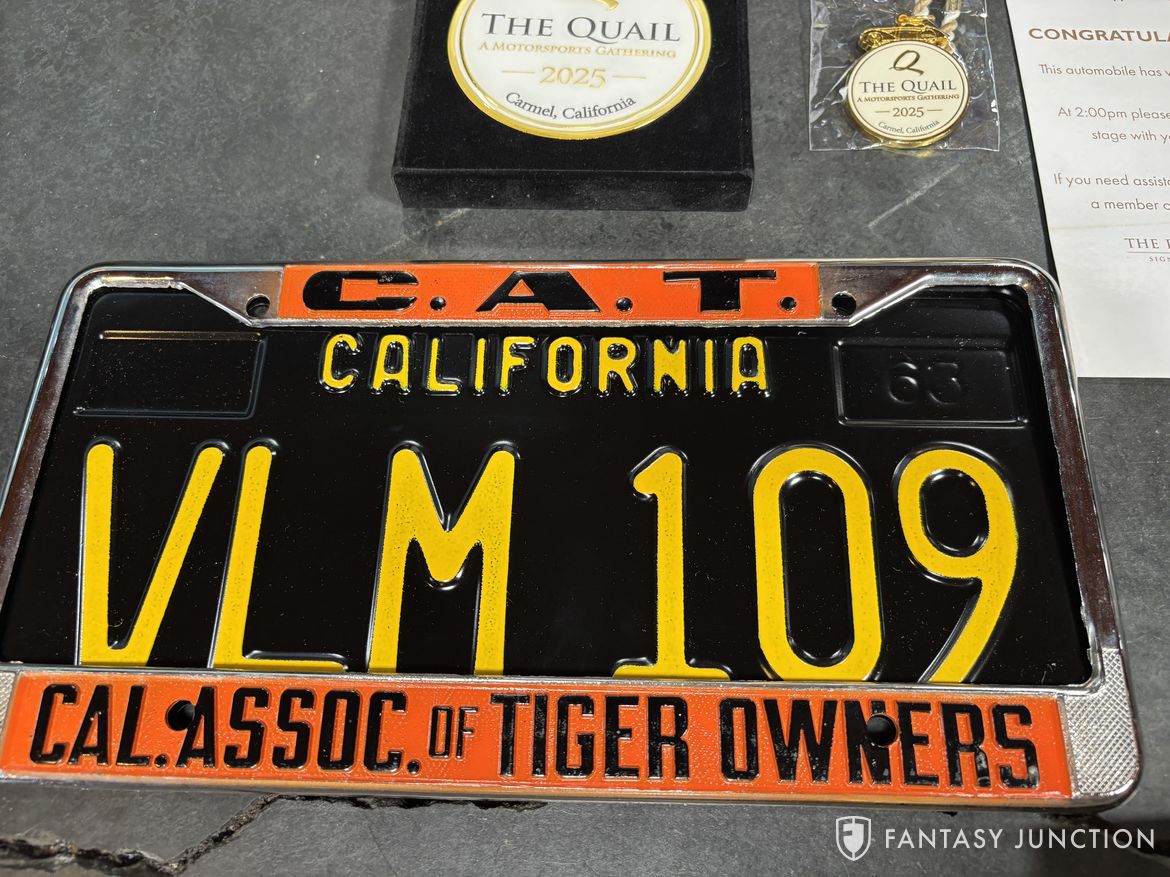 THE QUAIL
A MOTORSPORTS GATHERING
2025
Carmel, California
Q
THE QUAIL
A MOTORSPORTS GATHERING
2025
Carmel, California
CONGRATULA
This automobile has
At 2:00pm please
stage with
If you need
a member
THE
C.A.T.
CALIFORNIA
63
VLM 109
CAL. ASSOC. OF TIGER OWNERS
FANTASY JUNCTION